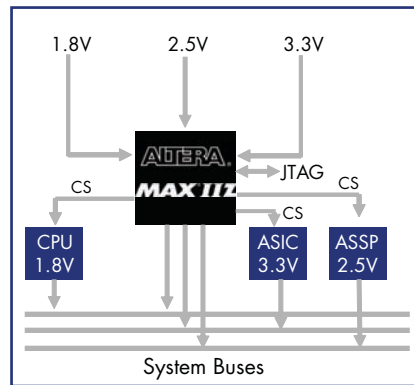 1.8V 2.5V 3.3V
ALTERA®
JTAG
MAX IIZ
CS CS
CS
CPU ASIC ASSP
1.8V 3.3V 2.5V
System Buses